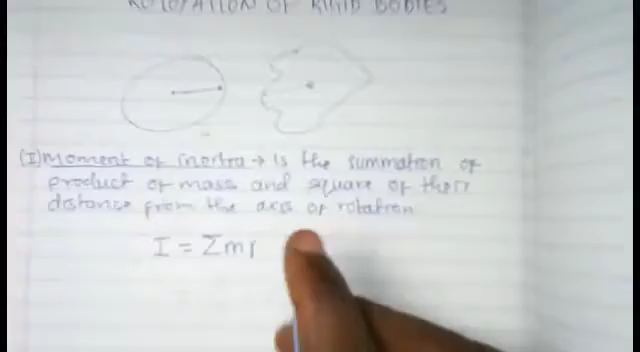 ROTATION OF RIGID BODIES
(I) Moment of inertia → Is the summation of
product of mass and square of their
distance from the axis of rotation
I = Σmr